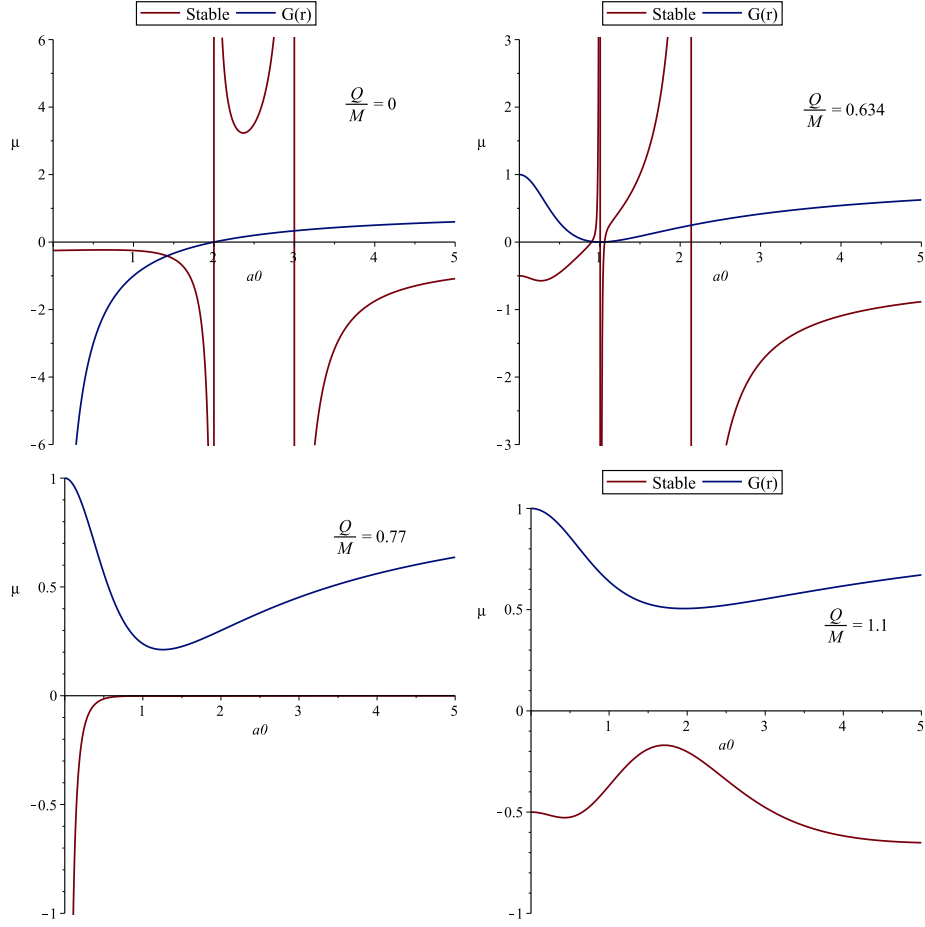 Stable G(r)
6
4
2
0
-2
-4
-6
μ
1 2 3 4 5
a0
Q/M = 0
Stable G(r)
3
2
1
0
-1
-2
-3
μ
1 2 3 4 5
a0
Q/M = 0.634
1
0.5
0
-0.5
-1
μ
1 2 3 4 5
a0
Q/M = 0.77
Stable G(r)
1
0.5
0
-0.5
-1
μ
1 2 3 4 5
a0
Q/M = 1.1